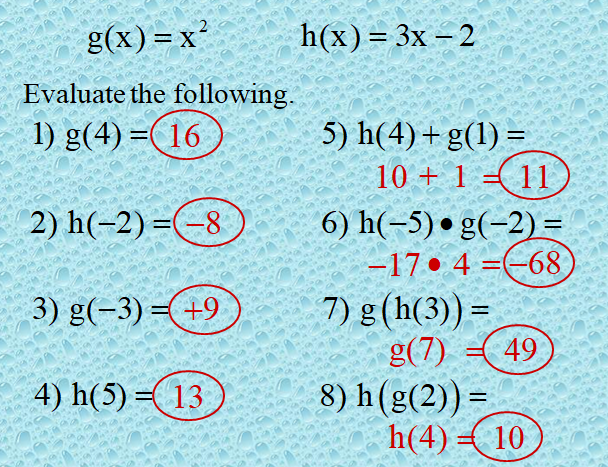 g(x) = x²
h(x) = 3x − 2
Evaluate the following.
1) g(4) = 16
2) h(−2) = −8
3) g(−3) = +9
4) h(5) = 13
5) h(4) + g(1) =
10 + 1 = 11
6) h(−5) • g(−2) =
−17 • 4 = −68
7) g(h(3)) =
g(7) = 49
8) h(g(2)) =
h(4) = 10